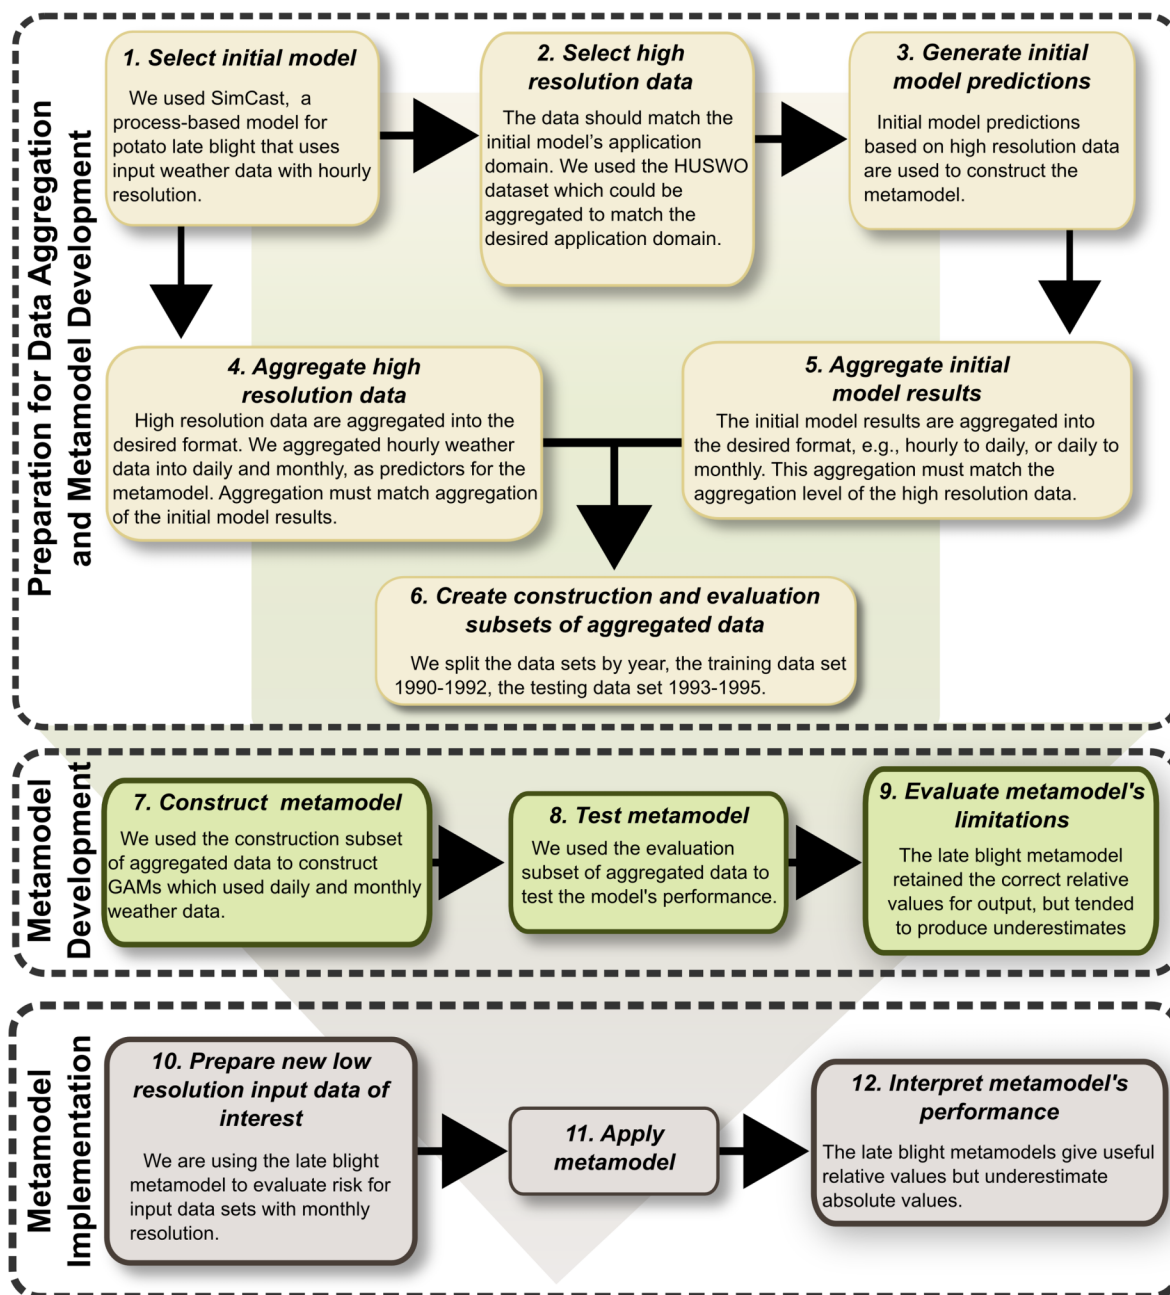 Preparation for Data Aggregation
and Metamodel Development
1. Select initial model
We used SimCast, a
process-based model for
potato late blight that uses
input weather data with hourly
resolution.
2. Select high
resolution data
The data should match the
initial model's application
domain. We used the HUSWO
dataset which could be
aggregated to match the
desired application domain.
3. Generate initial
model predictions
Initial model predictions
based on high resolution data
are used to construct the
metamodel.
4. Aggregate high
resolution data
High resolution data are aggregated into the
desired format. We aggregated hourly weather
data into daily and monthly, as predictors for the
metamodel. Aggregation must match aggregation
of the initial model results.
5. Aggregate initial
model results
The initial model results are aggregated into
the desired format, e.g., hourly to daily, or daily to
monthly. This aggregation must match the
aggregation level of the high resolution data.
6. Create construction and evaluation
subsets of aggregated data
We split the data sets by year, the training data set
1990-1992, the testing data set 1993-1995.
Metamodel
Development
7. Construct metamodel
We used the construction subset
of aggregated data to construct
GAMs which used daily and monthly
weather data.
8. Test metamodel
We used the evaluation
subset of aggregated data to
test the model's performance.
9. Evaluate metamodel's
limitations
The late blight metamodel
retained the correct relative
values for output, but tended
to produce underestimates
Metamodel
Implementation
10. Prepare new low
resolution input data of
interest
We are using the late blight
metamodel to evaluate risk for
input data sets with monthly
resolution.
11. Apply
metamodel
12. Interpret metamodel's
performance
The late blight metamodels give useful
relative values but underestimate
absolute values.